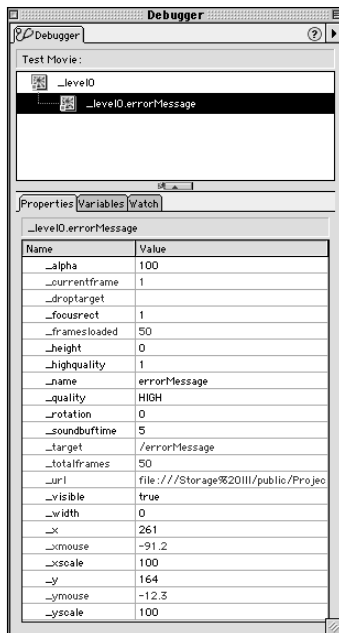 Debugger
Debugger ?
Test Movie:
_level0
_level0.errorMessage
Properties Variables Watch
_level0.errorMessage
Name Value
_alpha 100
_currentframe 1
_droptarget
_focusrect 1
_framesloaded 50
_height 0
_highquality 1
_name errorMessage
_quality HIGH
_rotation 0
_soundbuftime 5
_target /errorMessage
_totalframes 50
_url file:///Storage%20III/public/Projec
_visible true
_width 0
_x 261
_xmouse -91.2
_xscale 100
_y 164
_ymouse -12.3
_yscale 100